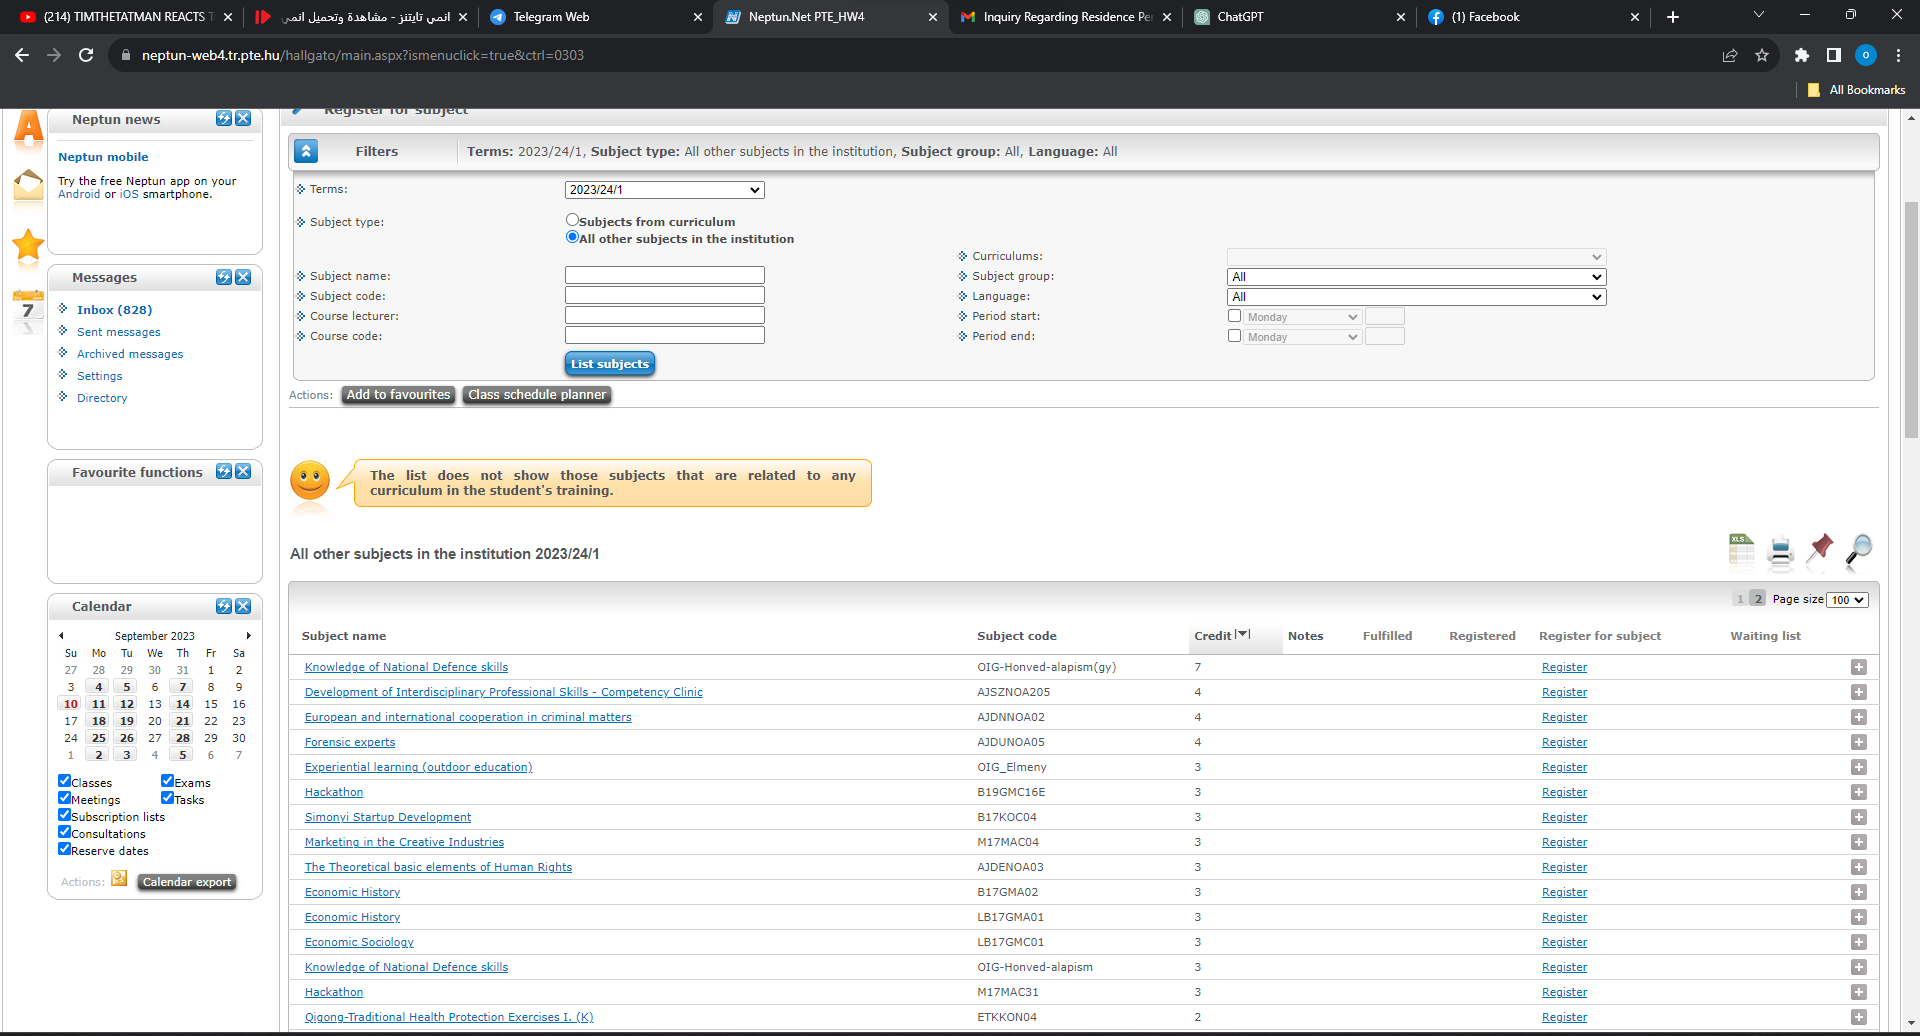 (214) TIMTHETATMAN REACTS T
انمي تايتنز - مشاهدة وتحميل انمي
Telegram Web
Neptun.Net PTE_HW4
Inquiry Regarding Residence Per
ChatGPT
(1) Facebook
neptun-web4.tr.pte.hu/hallgato/main.aspx?ismenuclick=true&ctrl=0303
o
All Bookmarks
Neptun news
Neptun mobile
Try the free Neptun app on your
Android or iOS smartphone.
Messages
Inbox (828)
Sent messages
Archived messages
Settings
Directory
Favourite functions
Calendar
September 2023
Su Mo Tu We Th Fr Sa
27 28 29 30 31 1 2
3 4 5 6 7 8 9
10 11 12 13 14 15 16
17 18 19 20 21 22 23
24 25 26 27 28 29 30
1 2 3 4 5 6 7
Classes Exams
Meetings Tasks
Subscription lists
Consultations
Reserve dates
Actions: Calendar export
A
7
Register for subject
Filters Terms: 2023/24/1, Subject type: All other subjects in the institution, Subject group: All, Language: All
Terms: 2023/24/1
Subject type: Subjects from curriculum
All other subjects in the institution
Curriculums:
Subject name: Subject group: All
Subject code: Language: All
Course lecturer: Period start: Monday
Course code: Period end: Monday
List subjects
Actions: Add to favourites Class schedule planner
The list does not show those subjects that are related to any
curriculum in the student's training.
All other subjects in the institution 2023/24/1
XLS
1 2 Page size 100
Subject name Subject code Credit Notes Fulfilled Registered Register for subject Waiting list
Knowledge of National Defence skills OIG-Honved-alapism(gy) 7 Register
Development of Interdisciplinary Professional Skills - Competency Clinic AJSZNOA205 4 Register
European and international cooperation in criminal matters AJDNNOA02 4 Register
Forensic experts AJDUNOA05 4 Register
Experiential learning (outdoor education) OIG_Elmeny 3 Register
Hackathon B19GMC16E 3 Register
Simonyi Startup Development B17KOC04 3 Register
Marketing in the Creative Industries M17MAC04 3 Register
The Theoretical basic elements of Human Rights AJDENOA03 3 Register
Economic History B17GMA02 3 Register
Economic History LB17GMA01 3 Register
Economic Sociology LB17GMC01 3 Register
Knowledge of National Defence skills OIG-Honved-alapism 3 Register
Hackathon M17MAC31 3 Register
Qigong-Traditional Health Protection Exercises I. (K) ETKKON04 2 Register